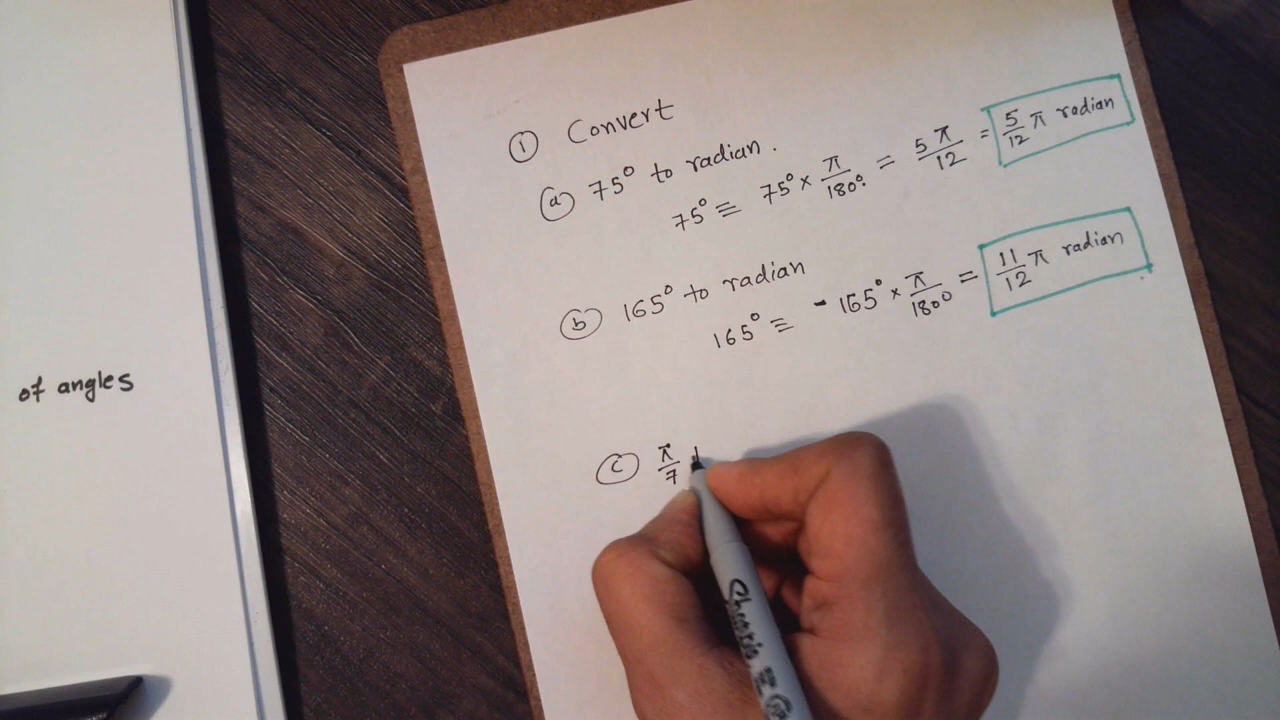 of angles
① Convert
ⓐ 75° to radian.
75° ≡ 75° × π/180° = 5π/12 = 5/12 π radian
ⓑ 165° to radian
165° ≡ - 165° × π/180° = 11/12 π radian
ⓒ π/7
Sharpie